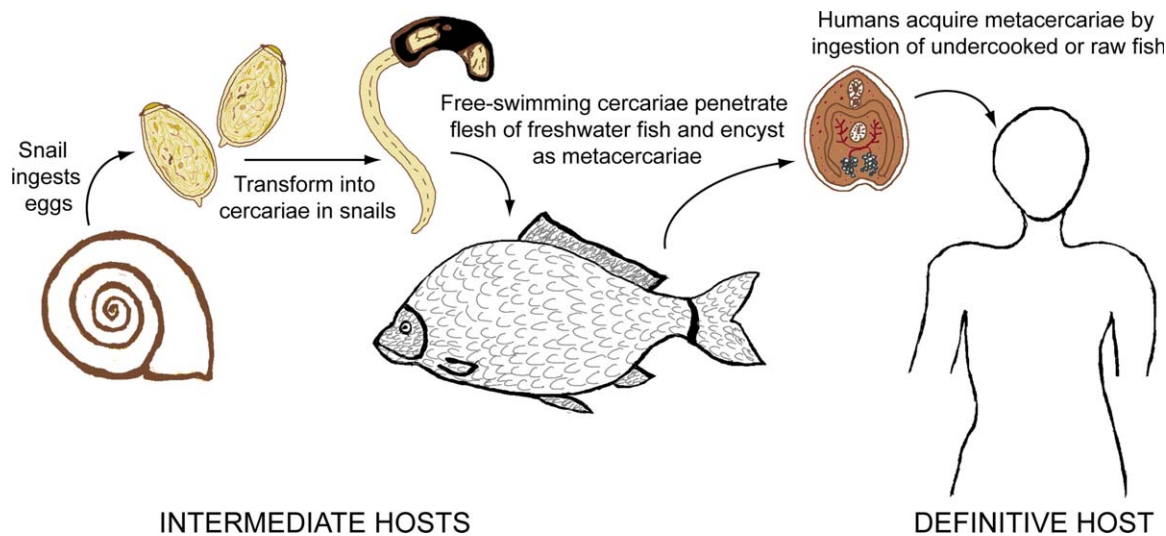 Snail
ingests
eggs
Transform into
cercariae in snails
Free-swimming cercariae penetrate
flesh of freshwater fish and encyst
as metacercariae
Humans acquire metacercariae by
ingestion of undercooked or raw fish
INTERMEDIATE HOSTS
DEFINITIVE HOST